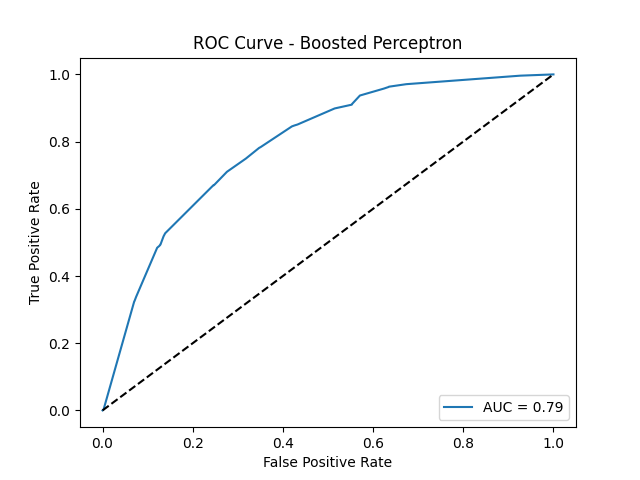 ROC Curve - Boosted Perceptron
True Positive Rate
1.0
0.8
0.6
0.4
0.2
0.0
AUC = 0.79
0.0 0.2 0.4 0.6 0.8 1.0
False Positive Rate